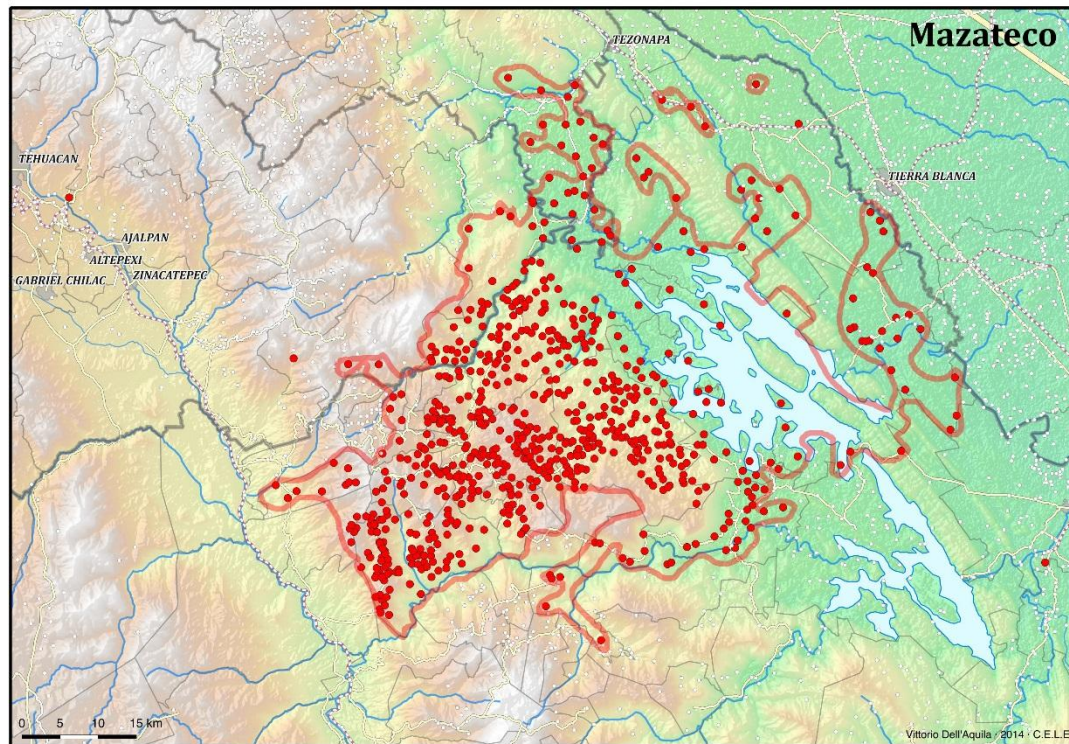 Mazateco
TEZONAPA
TEHUACAN
TIERRA BLANCA
AJALPAN
ALTEPEXI
GABRIEL CHILAC
ZINACATEPEC
0 5 10 15 km
Vittorio Dell'Aquila - 2014 - C.E.L.E